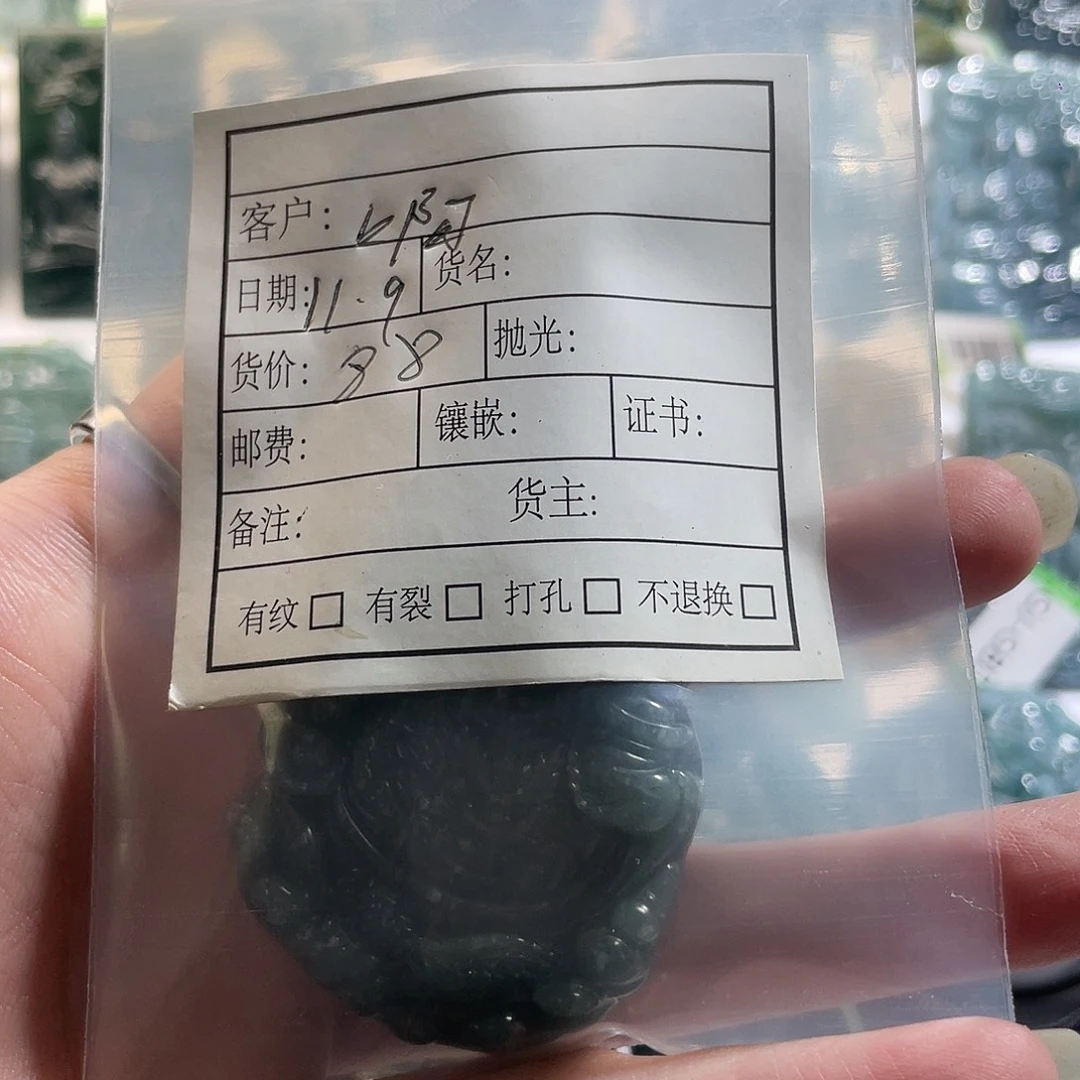 客户:
日期: 11.9 货名:
货价: 88 抛光:
邮费: 镶嵌: 证书:
备注: 货主:
有纹□ 有裂□ 打孔□ 不退换□